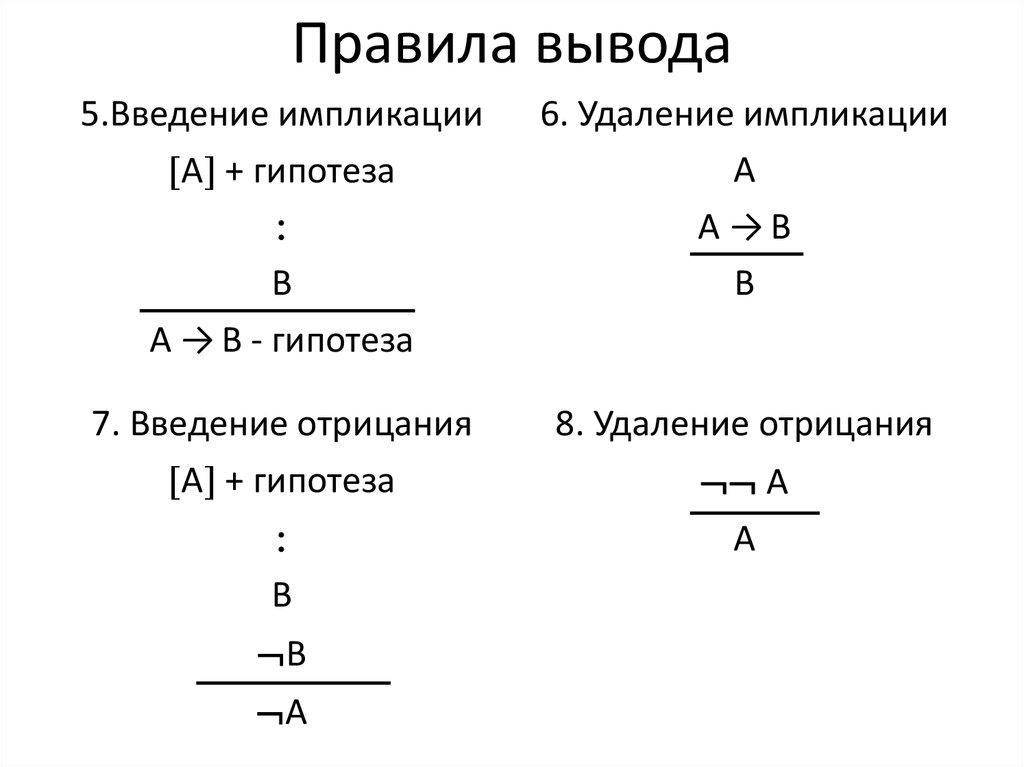 Правила вывода
5.Введение импликации
[A] + гипотеза
:
B
A → B - гипотеза
6. Удаление импликации
A
A → B
B
7. Введение отрицания
[A] + гипотеза
:
B
¬B
¬A
8. Удаление отрицания
¬¬ A
A